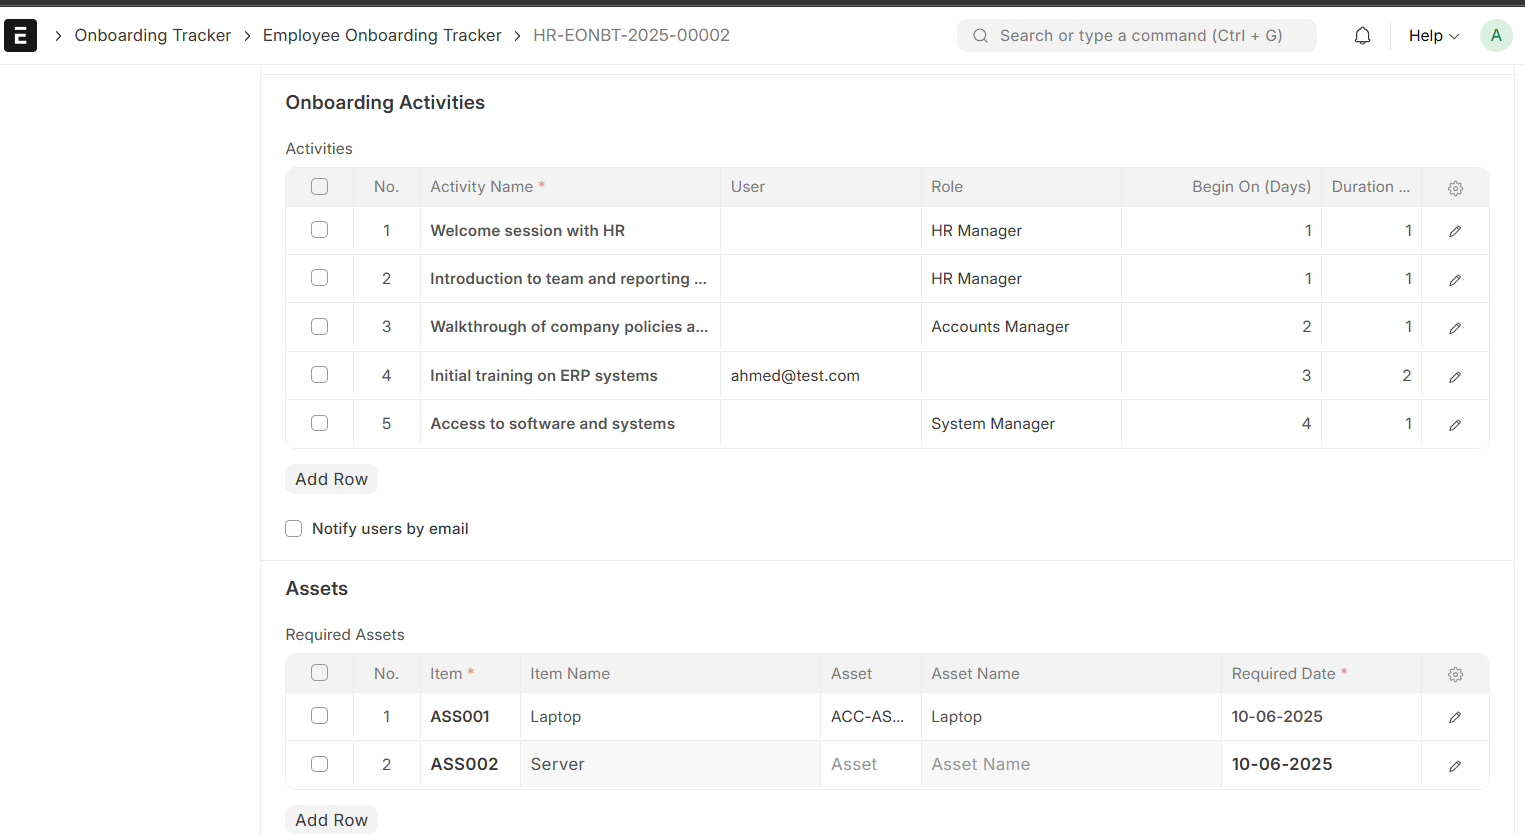 E > Onboarding Tracker > Employee Onboarding Tracker > HR-EONBT-2025-00002 Search or type a command (Ctrl + G) Help A
Onboarding Activities
Activities
No. Activity Name * User Role Begin On (Days) Duration ...
1 Welcome session with HR HR Manager 1 1
2 Introduction to team and reporting ... HR Manager 1 1
3 Walkthrough of company policies a... Accounts Manager 2 1
4 Initial training on ERP systems ahmed@test.com 3 2
5 Access to software and systems System Manager 4 1
Add Row
Notify users by email
Assets
Required Assets
No. Item * Item Name Asset Asset Name Required Date *
1 ASS001 Laptop ACC-AS... Laptop 10-06-2025
2 ASS002 Server Asset Asset Name 10-06-2025
Add Row